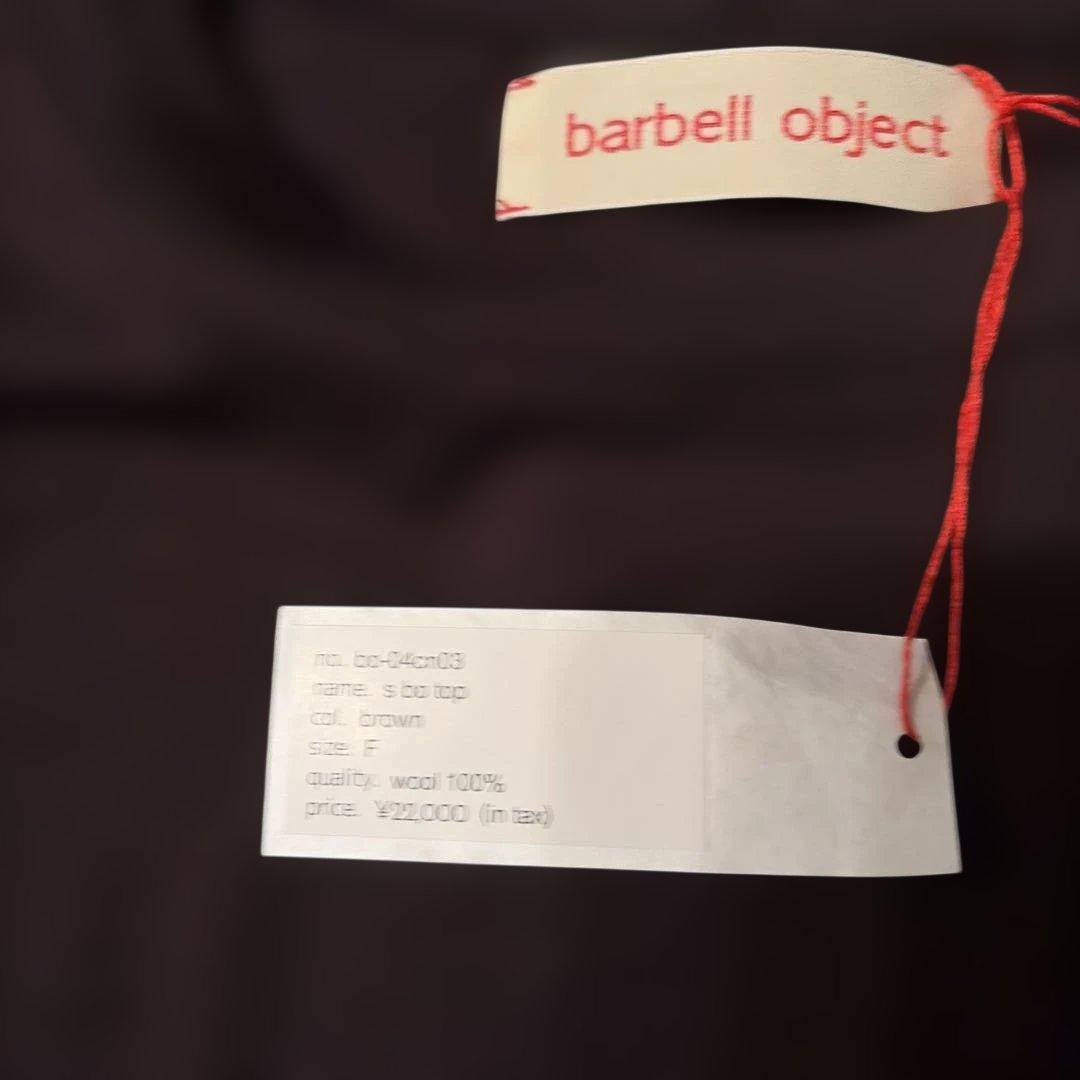 barbell object
no. bo-04cn03
name. s bo top
col. brown
size. F
quality. wool 100%
price. ¥22,000 (in tax)